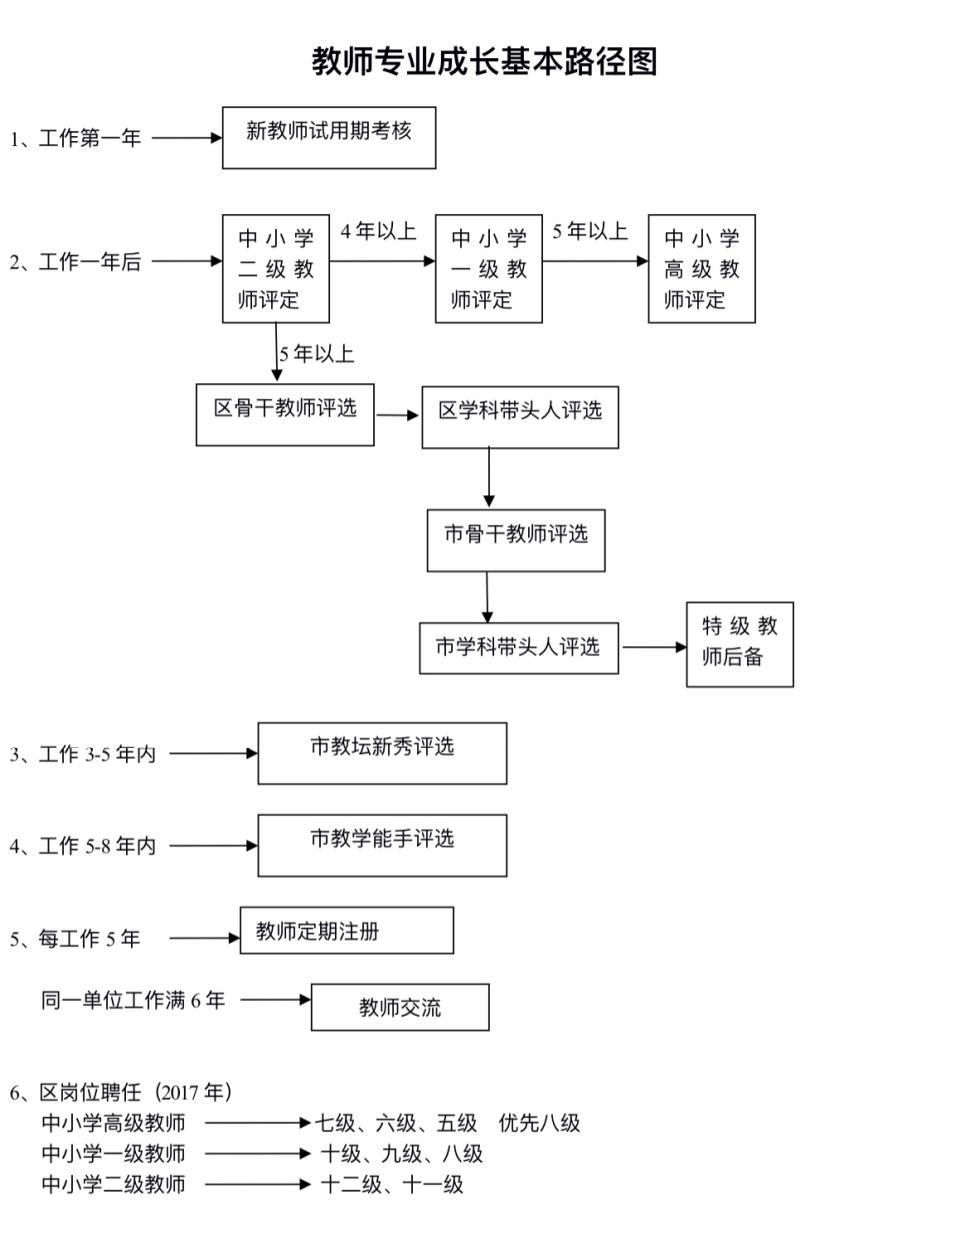 教师专业成长基本路径图
1、工作第一年
新教师试用期考核
2、工作一年后
中小学
二级教
师评定
4 年以上
中小学
一级教
师评定
5 年以上
中小学
高级教
师评定
5 年以上
区骨干教师评选
区学科带头人评选
市骨干教师评选
市学科带头人评选
特级教
师后备
3、工作 3-5 年内
市教坛新秀评选
4、工作 5-8 年内
市教学能手评选
5、每工作 5 年
教师定期注册
同一单位工作满 6 年
教师交流
6、区岗位聘任（2017 年）
中小学高级教师 七级、六级、五级 优先八级
中小学一级教师 十级、九级、八级
中小学二级教师 十二级、十一级